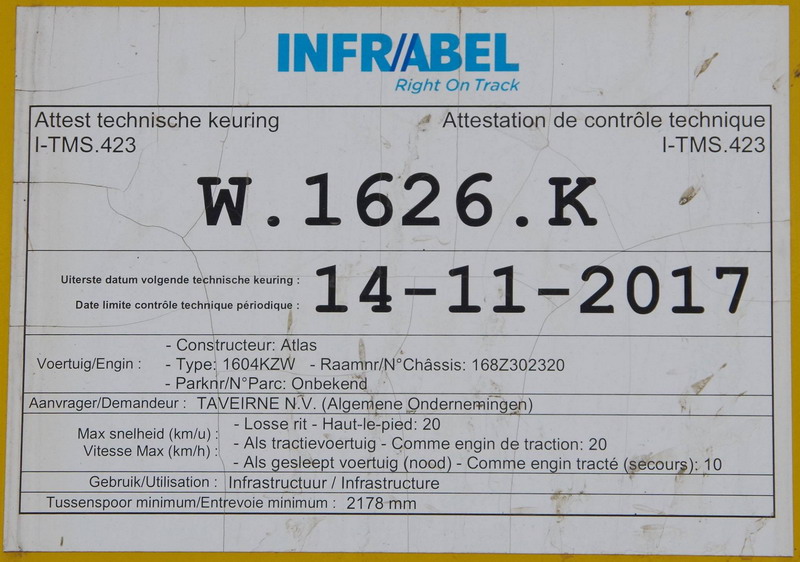 INFRABEL
Right On Track
Attest technische keuring Attestation de contrôle technique
I-TMS.423 I-TMS.423
W.1626.K
Uiterste datum volgende technische keuring :
Date limite contrôle technique périodique :
14-11-2017
- Constructeur: Atlas
Voertuig/Engin : - Type: 1604KZW - Raamnr/N°Châssis: 168Z302320
- Parknr/N°Parc: Onbekend
Aanvrager/Demandeur : TAVEIRNE N.V. (Algemene Ondernemingen)
Max snelheid (km/u) : - Losse rit - Haut-le-pied: 20
Vitesse Max (km/h) : - Als tractievoertuig - Comme engin de traction: 20
- Als gesleept voertuig (nood) - Comme engin tracté (secours): 10
Gebruik/Utilisation : Infrastructuur / Infrastructure
Tussenspoor minimum/Entrevoie minimum : 2178 mm